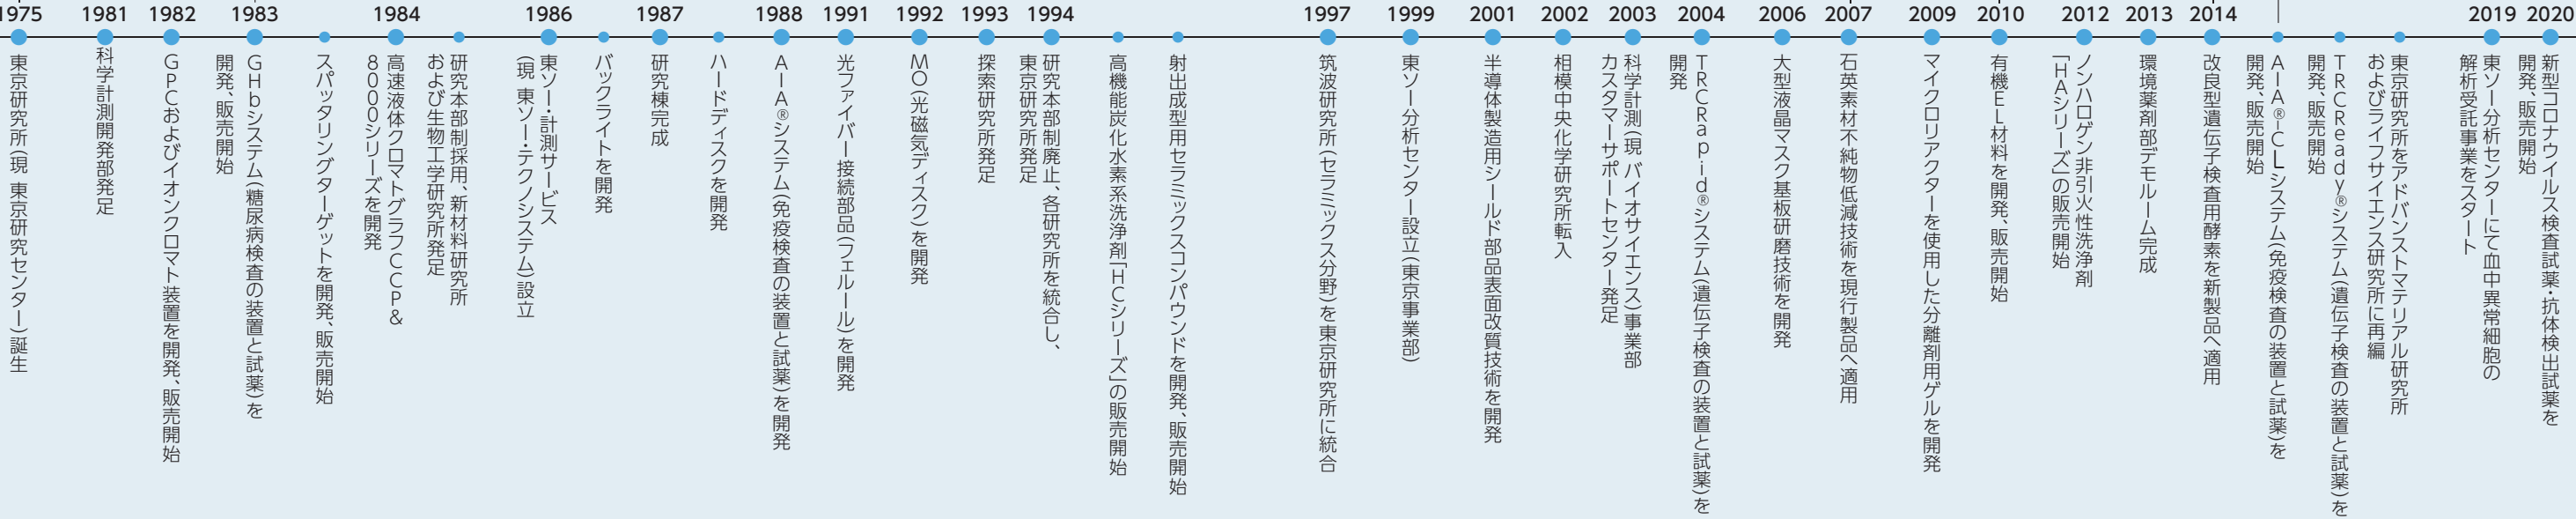 1975
東京研究所(現 東京研究センター)誕生
1981
科学計測開発部発足
1982
GPCおよびイオンクロマト装置を開発、販売開始
1983
GHbシステム(糖尿病検査の装置と試薬)を
開発、販売開始
スパッタリングターゲットを開発、販売開始
1984
高速液体クロマトグラフCCP&
8000シリーズを開発
研究本部制採用、新材料研究所
および生物工学研究所発足
1986
東ソー・計測サービス
(現 東ソー・テクノシステム)設立
バックライトを開発
1987
研究棟完成
ハードディスクを開発
1988
AIA®システム(免疫検査の装置と試薬)を開発
1991
光ファイバー接続部品(フェルール)を開発
1992
MO(光磁気ディスク)を開発
1993
探索研究所発足
1994
研究本部制廃止、各研究所を統合し、
東京研究所発足
高機能炭化水素系洗浄剤「HCシリーズ」の販売開始
射出成型用セラミックスコンパウンドを開発、販売開始
1997
筑波研究所(セラミックス分野)を東京研究所に統合
1999
東ソー分析センター設立(東京事業部)
2001
半導体製造用シールド部品表面改質技術を開発
2002
相模中央化学研究所転入
2003
科学計測(現 バイオサイエンス)事業部
カスタマーサポートセンター発足
2004
TRCRapid®システム(遺伝子検査の装置と試薬)を
開発
2006
大型液晶マスク基板研磨技術を開発
2007
石英素材不純物低減技術を現行製品へ適用
2009
マイクロリアクターを使用した分離剤用ゲルを開発
2010
有機EL材料を開発、販売開始
2012
ノンハロゲン非引火性洗浄剤
「HAシリーズ」の販売開始
2013
環境薬剤部デモルーム完成
2014
改良型遺伝子検査用酵素を新製品へ適用
AIA®-CLシステム(免疫検査の装置と試薬)を
開発、販売開始
TRCReady®システム(遺伝子検査の装置と試薬)を
開発、販売開始
東京研究所をアドバンストマテリアル研究所
およびライフサイエンス研究所に再編
2019
東ソー分析センターにて血中異常細胞の
解析受託事業をスタート
2020
新型コロナウイルス検査試薬・抗体検出試薬を
開発、販売開始